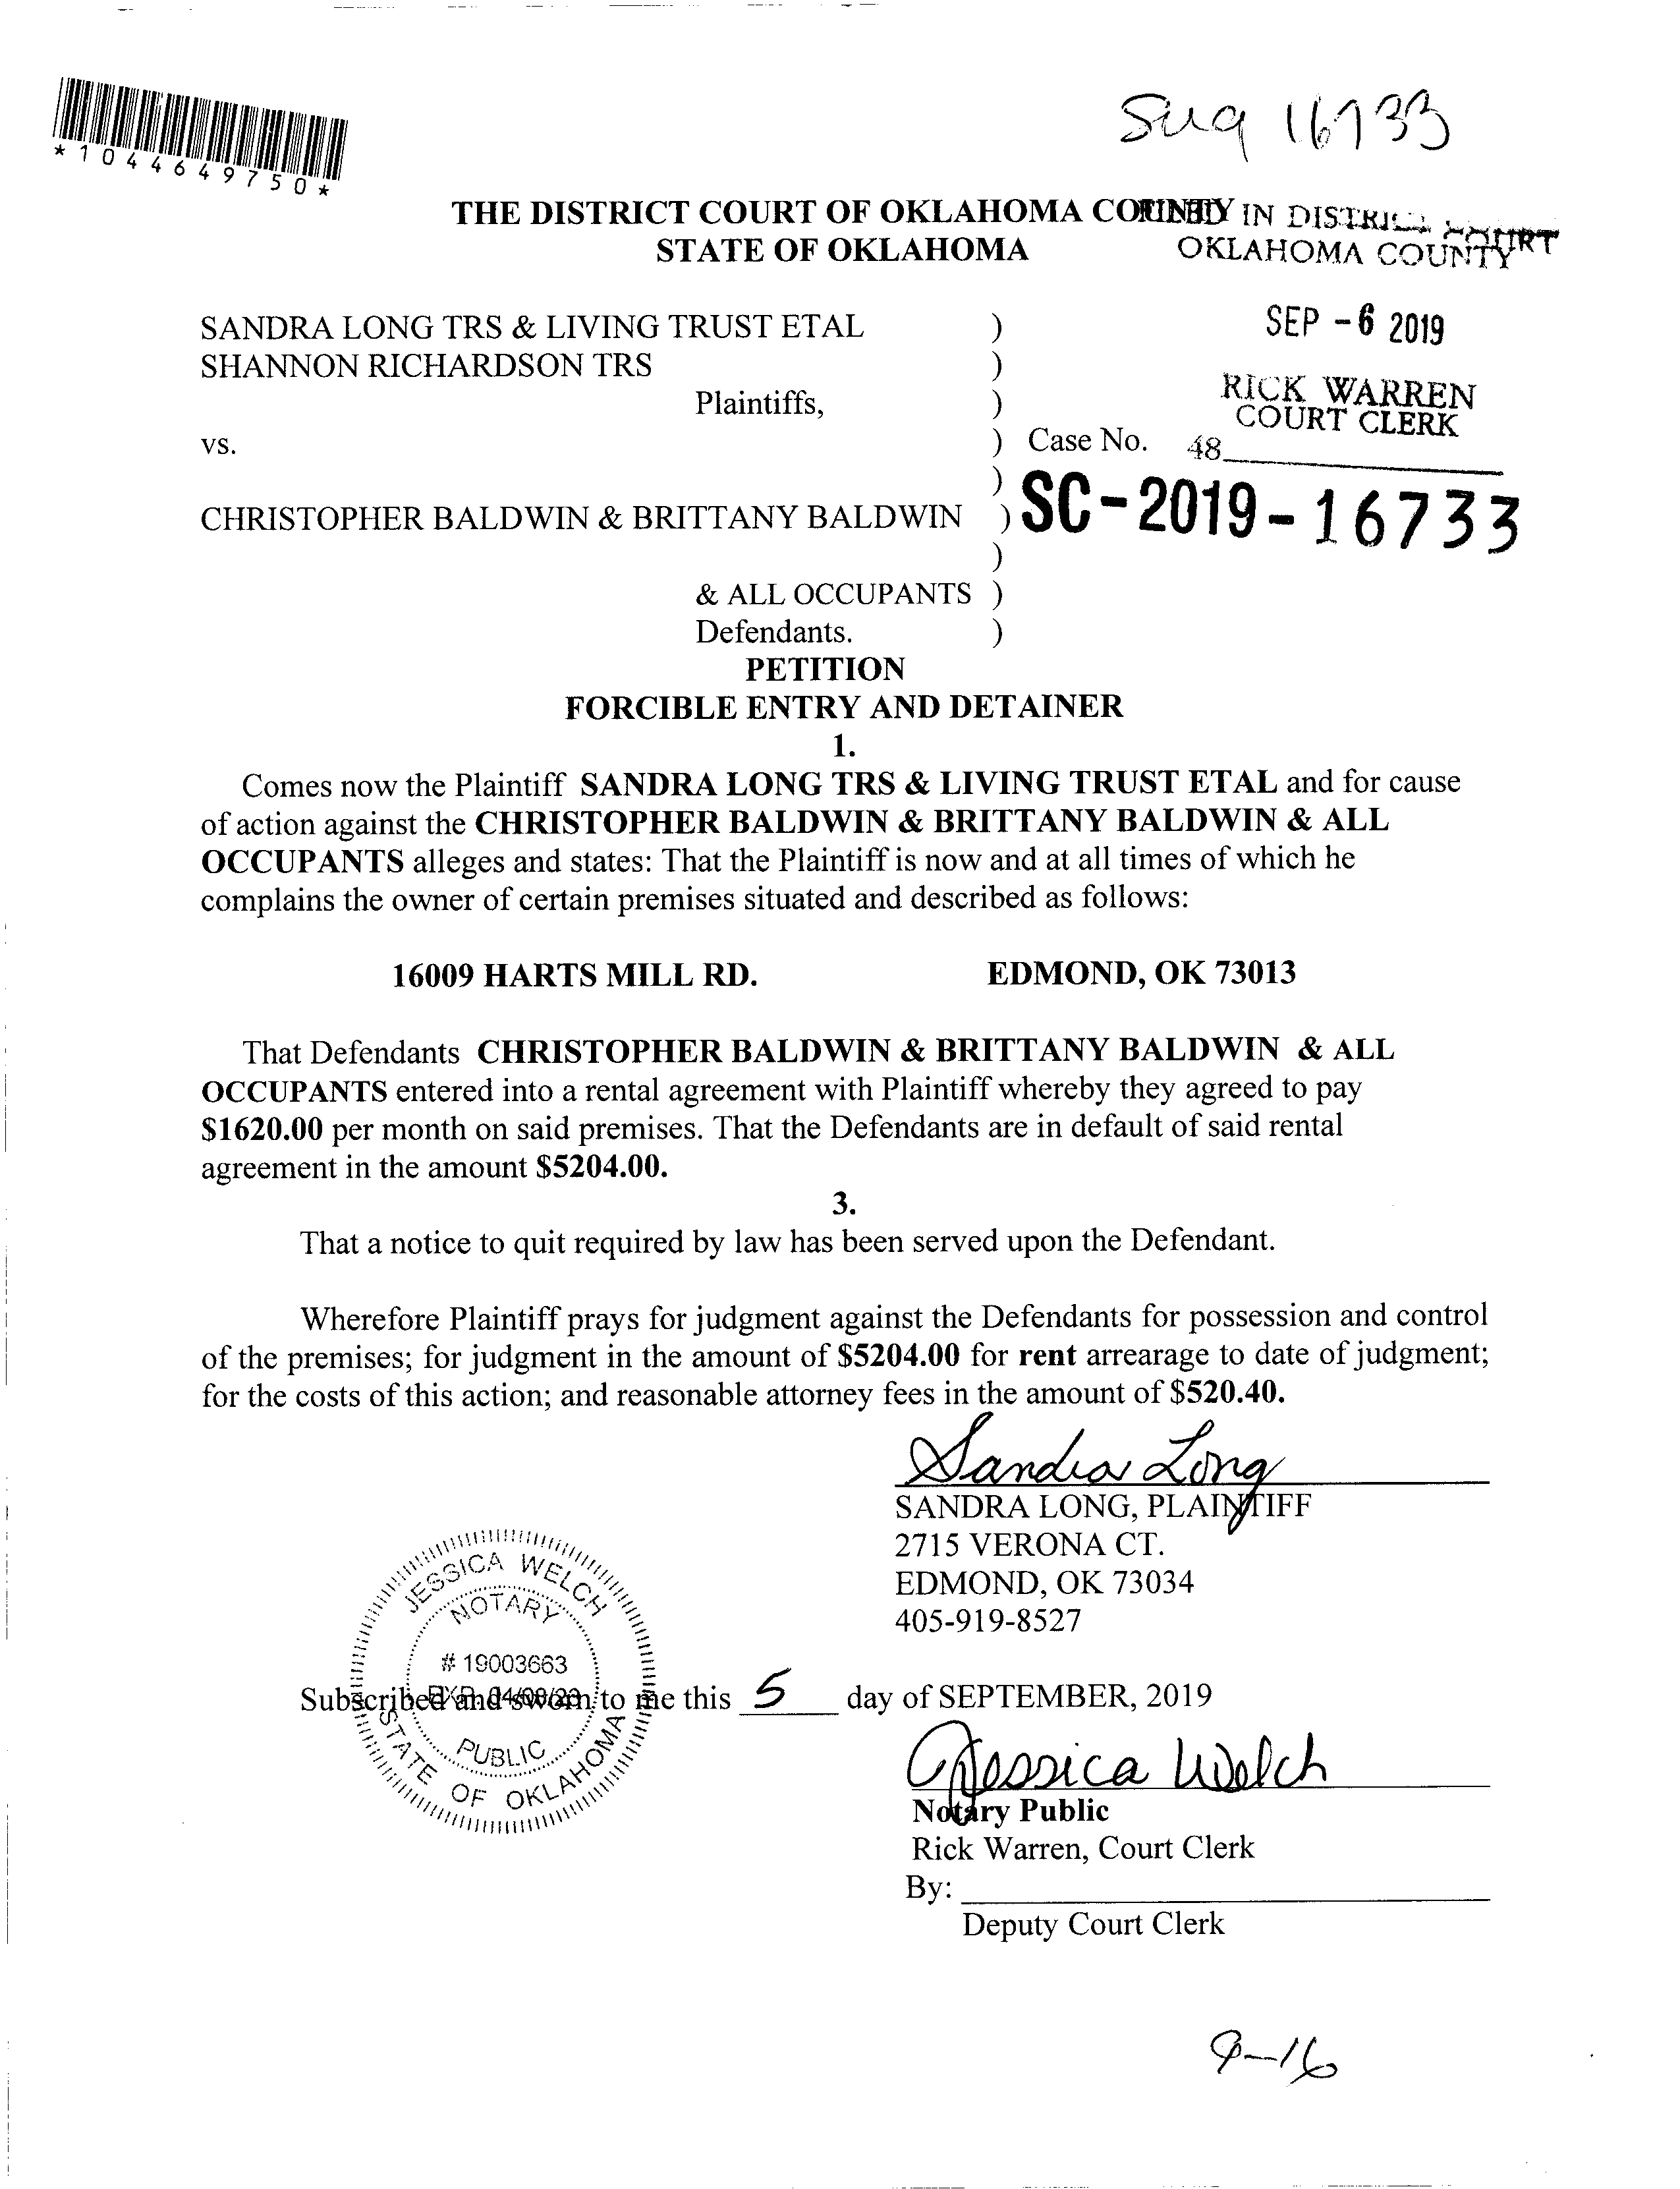 *1044649750*
16733
THE DISTRICT COURT OF OKLAHOMA COUNTY
STATE OF OKLAHOMA
FILED IN DISTRICT COURT
OKLAHOMA COUNTY
SEP -6 2019
RICK WARREN
COURT CLERK
48
SANDRA LONG TRS & LIVING TRUST ETAL )
SHANNON RICHARDSON TRS )
Plaintiffs, )
vs. ) Case No.
)
SC-2019-16733
CHRISTOPHER BALDWIN & BRITTANY BALDWIN )
)
& ALL OCCUPANTS )
Defendants. )
PETITION
FORCIBLE ENTRY AND DETAINER
1.
Comes now the Plaintiff SANDRA LONG TRS & LIVING TRUST ETAL and for cause
of action against the CHRISTOPHER BALDWIN & BRITTANY BALDWIN & ALL
OCCUPANTS alleges and states: That the Plaintiff is now and at all times of which he
complains the owner of certain premises situated and described as follows:
16009 HARTS MILL RD. EDMOND, OK 73013
That Defendants CHRISTOPHER BALDWIN & BRITTANY BALDWIN & ALL
OCCUPANTS entered into a rental agreement with Plaintiff whereby they agreed to pay
$1620.00 per month on said premises. That the Defendants are in default of said rental
agreement in the amount $5204.00.
3.
That a notice to quit required by law has been served upon the Defendant.
Wherefore Plaintiff prays for judgment against the Defendants for possession and control
of the premises; for judgment in the amount of $5204.00 for rent arrearage to date of judgment;
for the costs of this action; and reasonable attorney fees in the amount of $520.40.
Sandra Long
SANDRA LONG, PLAINTIFF
2715 VERONA CT.
EDMOND, OK 73034
405-919-8527
JESSICA WELCH
NOTARY
# 19003663
EXP. 04/09/23
PUBLIC
STATE OF OKLAHOMA
Subscribed and sworn to me this 5 day of SEPTEMBER, 2019
Jessica Welch
Notary Public
Rick Warren, Court Clerk
By:
Deputy Court Clerk
9-16